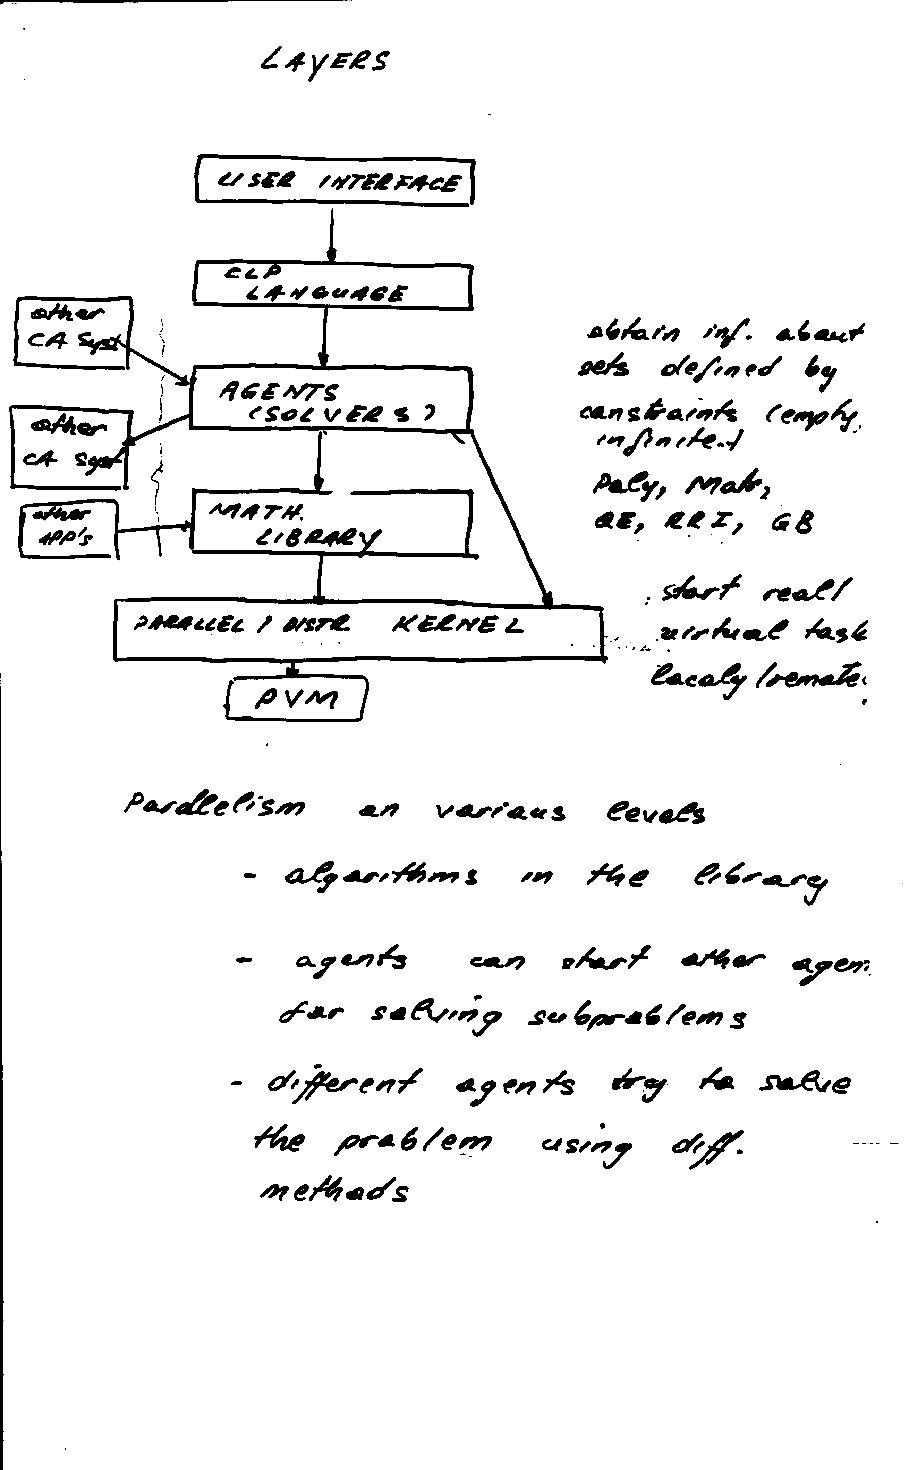 LAYERS
USER INTERFACE
CLP
LANGUAGE
other
CA Syst
AGENTS
(SOLVERS)
other
CA Syst
MATH.
LIBRARY
other
APP's
PARALLEL / DISTR KERNEL
PVM
obtain inf. about
sets defined by
constraints (empty,
infinite..)
Poly, Matr,
QE, RRI, GB
start real/
virtual task
localy/remote.
Parallelism on various levels
- algorithms in the library
- agents can start other agen
for solving subproblems
- different agents try to solve
the problem using diff.
methods